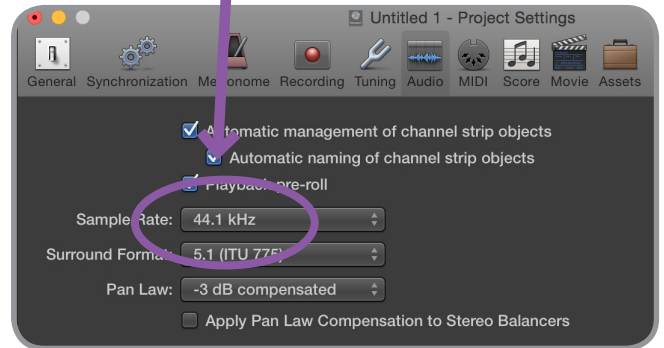 Untitled 1 - Project Settings
General Synchronization Metronome Recording Tuning Audio MIDI Score Movie Assets
Automatic management of channel strip objects
Automatic naming of channel strip objects
Playback pre-roll
Sample Rate: 44.1 kHz
Surround Format: 5.1 (ITU 775)
Pan Law: -3 dB compensated
Apply Pan Law Compensation to Stereo Balancers